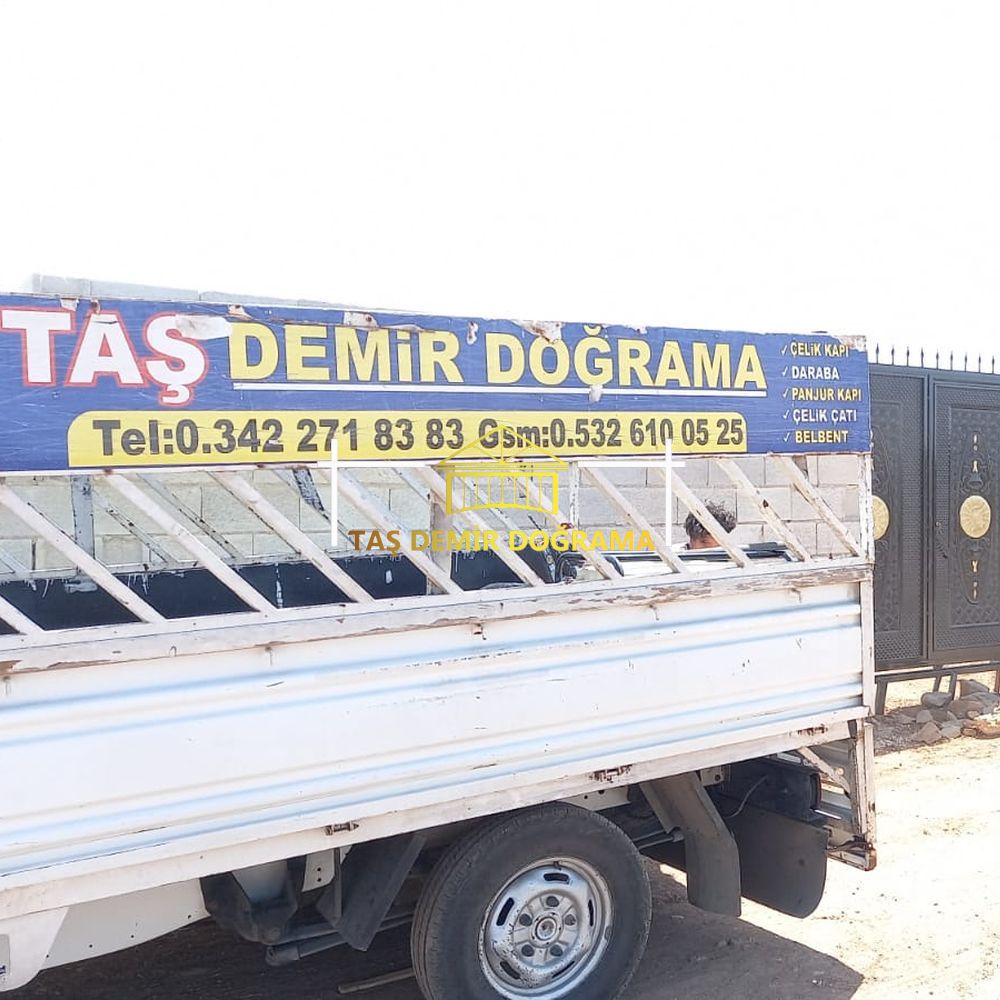 TAŞ DEMİR DOĞRAMA
Tel:0.342 271 83 83 Gsm:0.532 610 05 25
✓ ÇELİK KAPI
✓ DARABA
✓ PANJUR KAPI
✓ ÇELİK ÇATI
✓ BELBENT
TAŞ DEMİR DOĞRAMA